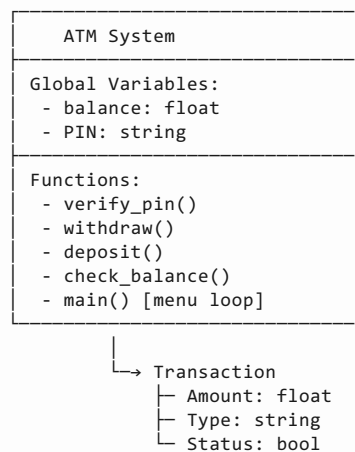 ATM System
Global Variables:
- balance: float
- PIN: string
Functions:
- verify_pin()
- withdraw()
- deposit()
- check_balance()
- main() [menu loop]
Transaction
Amount: float
Type: string
Status: bool